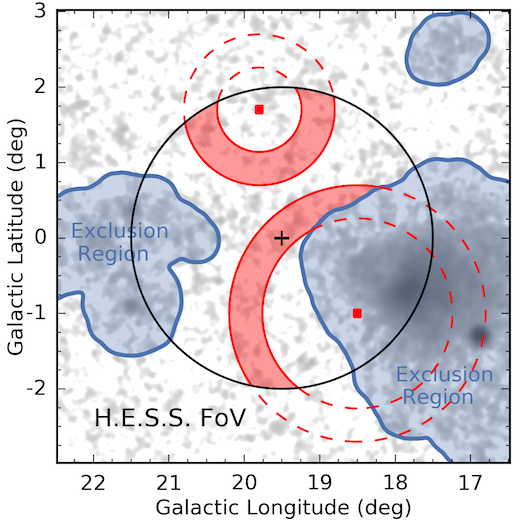 3
2
1
0
-1
-2
Galactic Latitude (deg)
Exclusion
Region
Exclusion
Region
H.E.S.S. FoV
22 21 20 19 18 17
Galactic Longitude (deg)